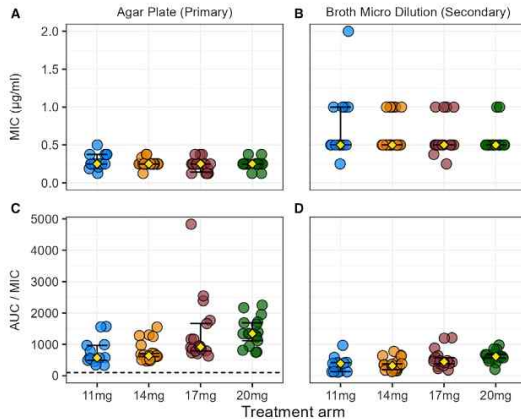 A Agar Plate (Primary)
B Broth Micro Dilution (Secondary)
MIC (µg/ml)
2.0
1.5
1.0
0.5
0.0
C
D
AUC / MIC
5000
4000
3000
2000
1000
0
11mg 14mg 17mg 20mg
11mg 14mg 17mg 20mg
Treatment arm